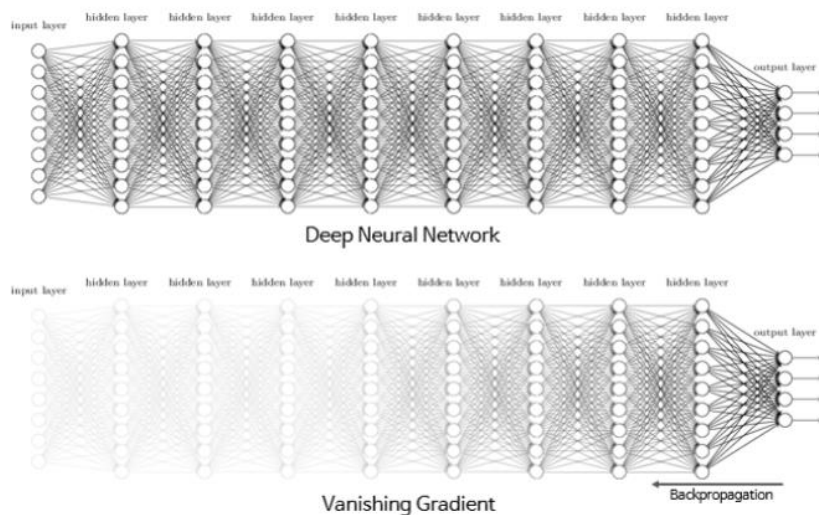 hidden layer hidden layer hidden layer hidden layer hidden layer hidden layer hidden layer hidden layer
input layer
output layer
Deep Neural Network
hidden layer hidden layer hidden layer hidden layer hidden layer hidden layer hidden layer hidden layer
input layer
output layer
Backpropagation
Vanishing Gradient